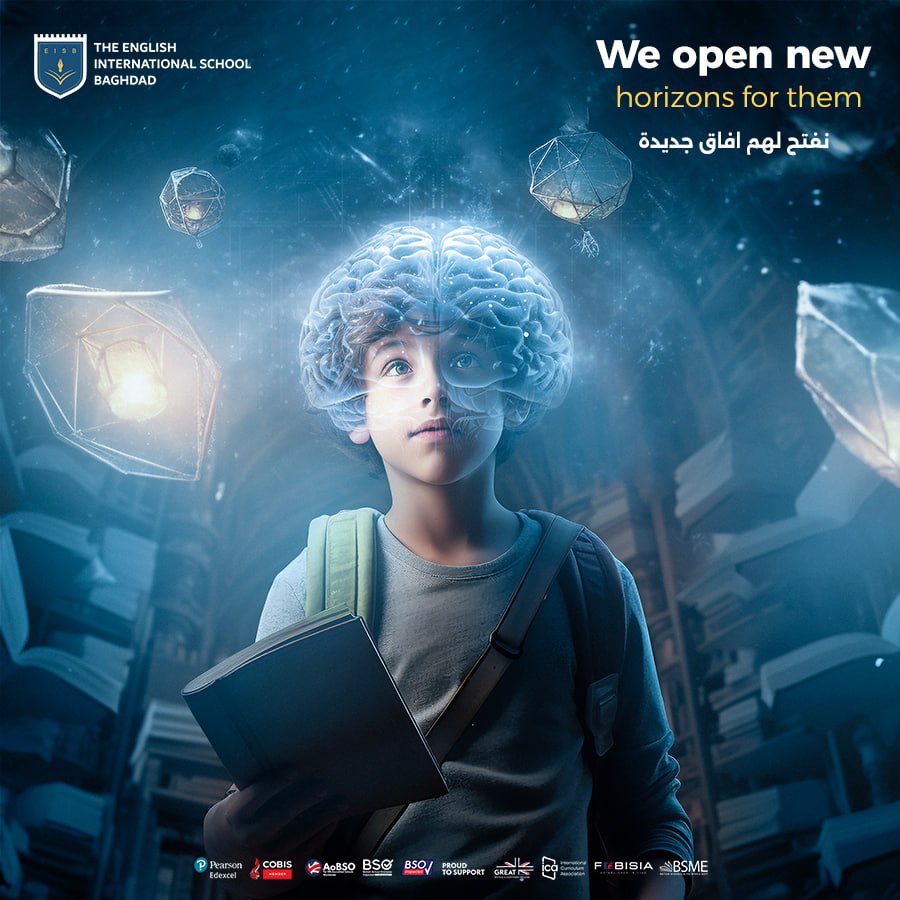 EISB
THE ENGLISH
INTERNATIONAL SCHOOL
BAGHDAD
We open new
horizons for them
نفتح لهم افاق جديدة
Pearson
Edexcel
COBIS
MEMBER
AoBSO
BSO
BSO
PROUD
TO SUPPORT
GREAT
ica
International
Curriculum
Association
FOBISIA
BSME